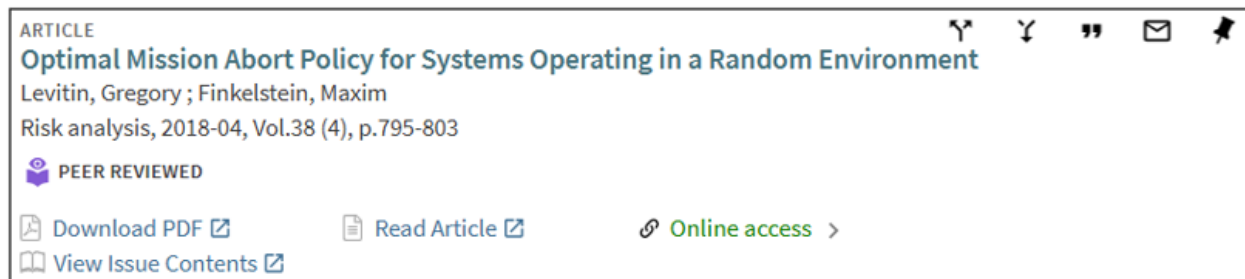 ARTICLE
Optimal Mission Abort Policy for Systems Operating in a Random Environment
Levitin, Gregory ; Finkelstein, Maxim
Risk analysis, 2018-04, Vol.38 (4), p.795-803
PEER REVIEWED
Download PDF Read Article Online access >
View Issue Contents